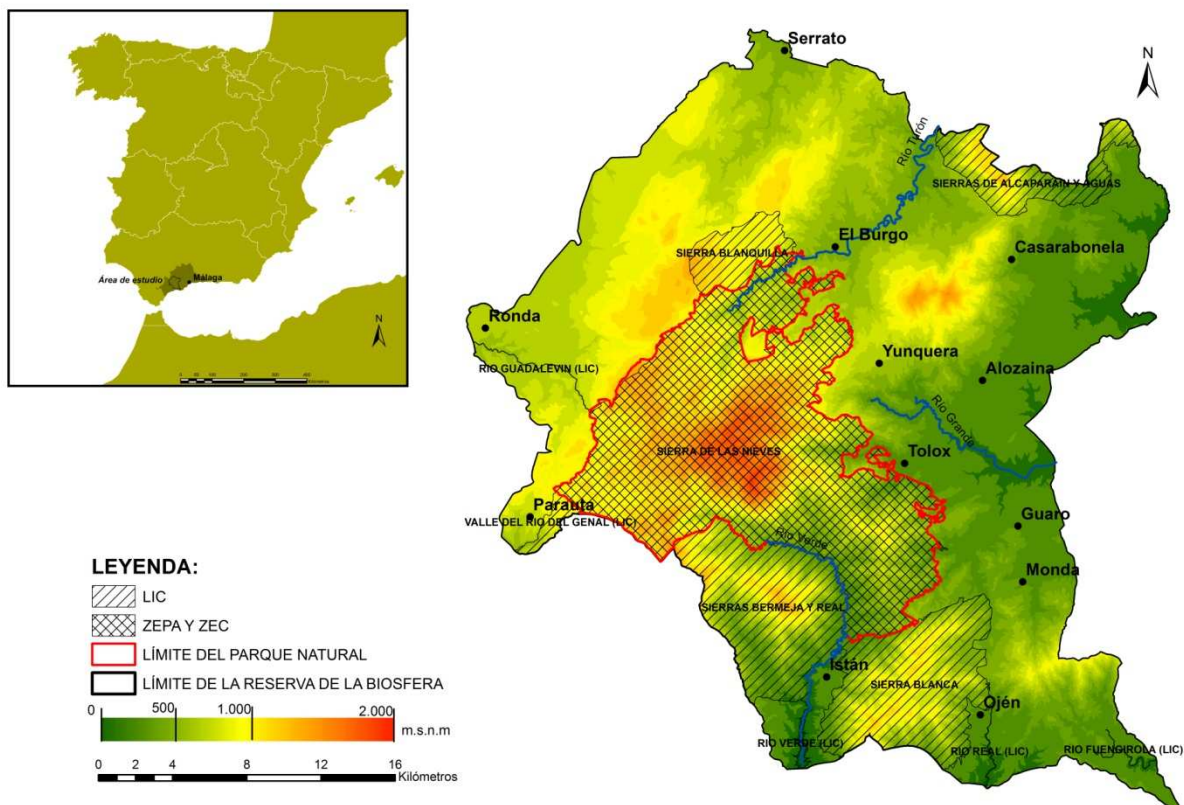 Área de estudio
Málaga
N
Kilómetros
Serrato
N
Río Turón
SIERRAS DE ALCAPARAIN Y AGUAS
El Burgo
SIERRA BLANQUILLA
Casarabonela
Ronda
RIO GUADALEVIN (LIC)
Yunquera
Alozaina
Río Grande
SIERRA DE LAS NIEVES
Tolox
Parauta
VALLE DEL RIO DEL GENAL (LIC)
Guaro
Río Verde
Monda
SIERRAS BERMEJA Y REAL
Istán
SIERRA BLANCA
Ojén
RIO VERDE (LIC)
RIO REAL (LIC)
RIO FUENGIROLA (LIC)
LEYENDA:
LIC
ZEPA Y ZEC
LÍMITE DEL PARQUE NATURAL
LÍMITE DE LA RESERVA DE LA BIOSFERA
0 500 1.000 2.000
m.s.n.m
0 2 4 8 12 16
Kilómetros